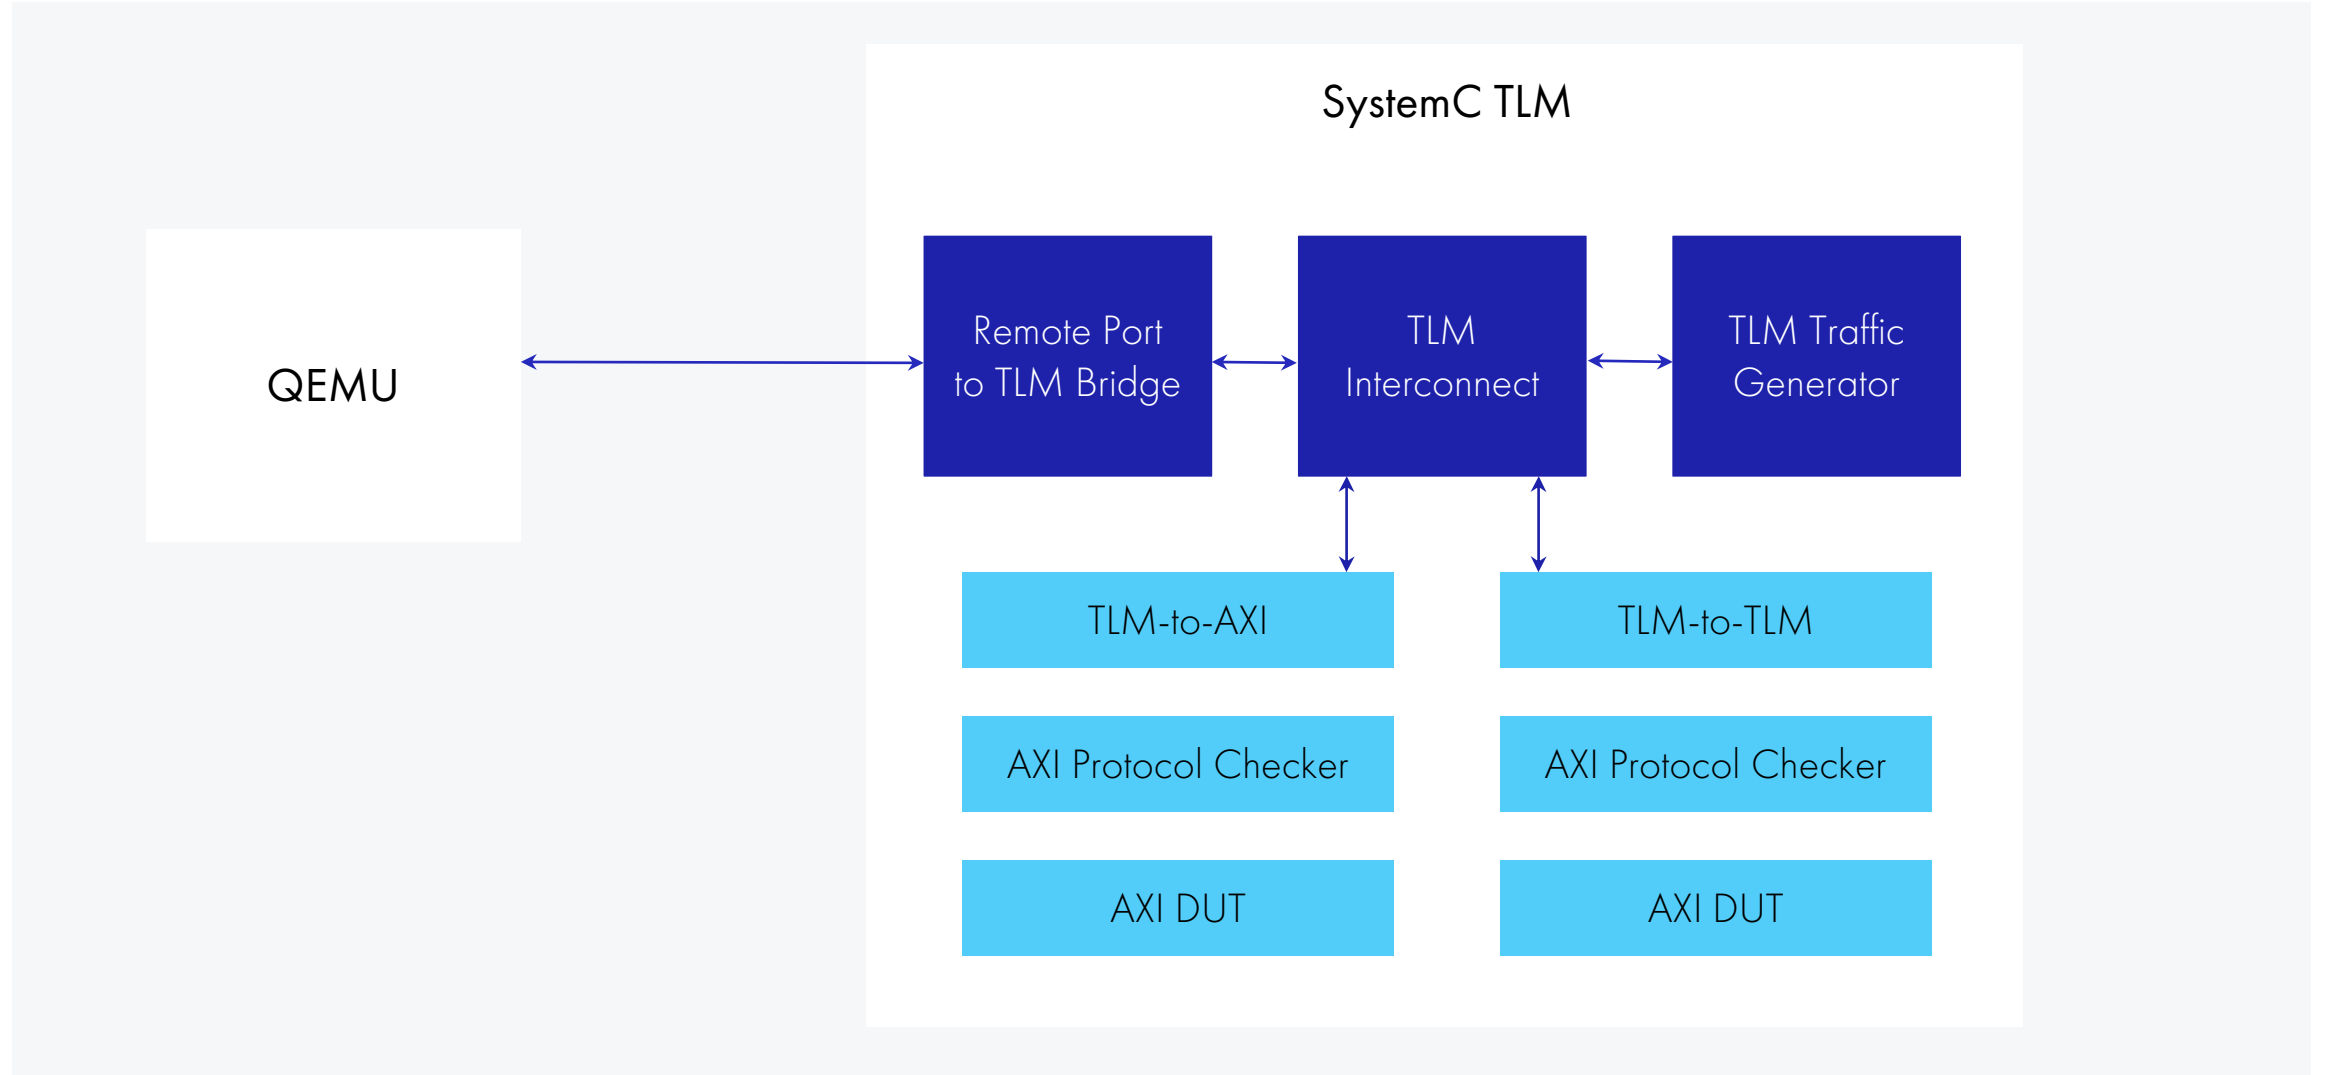 SystemC TLM
QEMU
Remote Port
to TLM Bridge
TLM
Interconnect
TLM Traffic
Generator
TLM-to-AXI
TLM-to-TLM
AXI Protocol Checker
AXI Protocol Checker
AXI DUT
AXI DUT